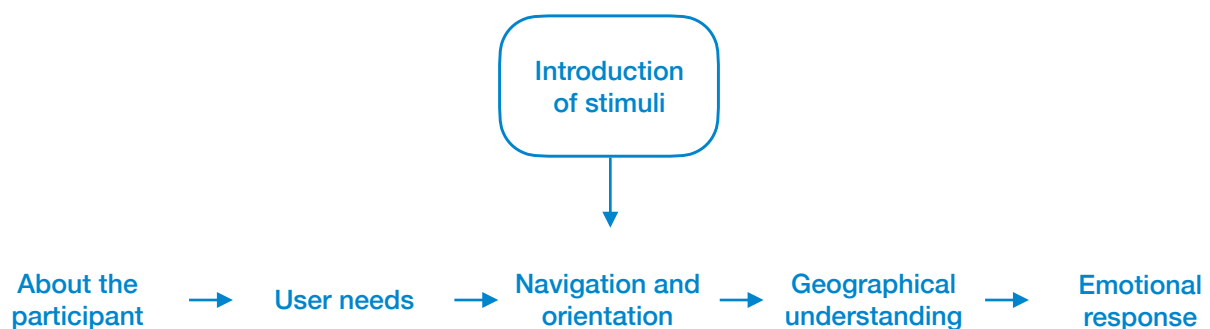 Introduction
of stimuli
About the
participant
User needs
Navigation and
orientation
Geographical
understanding
Emotional
response